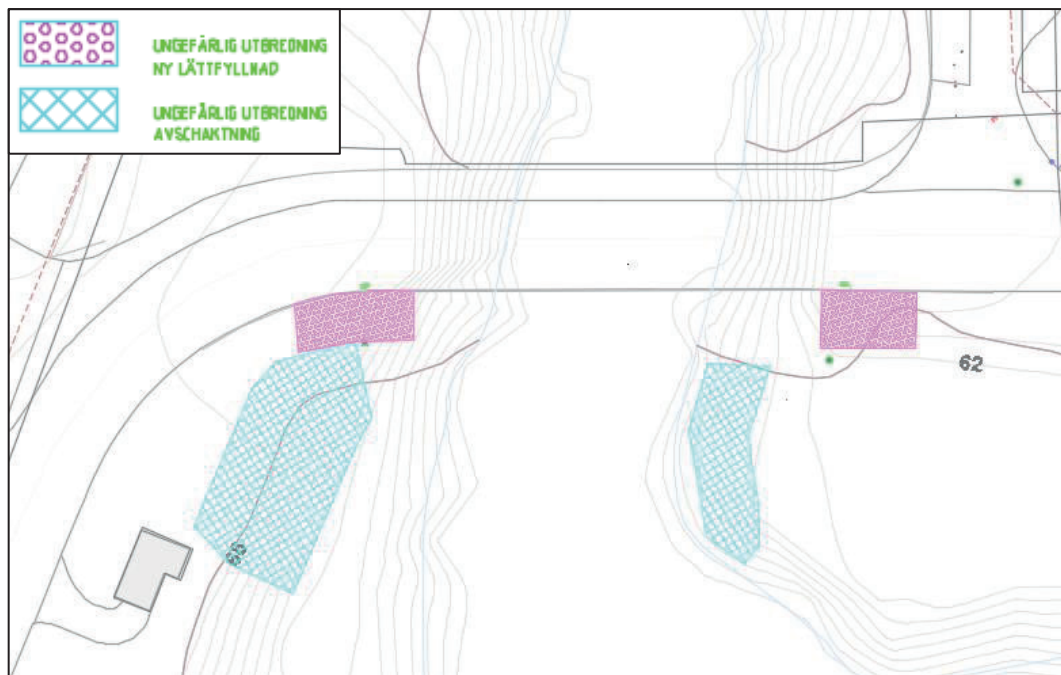 UNGEFÄRLIG UTBREDNING
NY LÄTTFYLLNAD
UNGEFÄRLIG UTBREDNING
AVSCHAKTNING
62